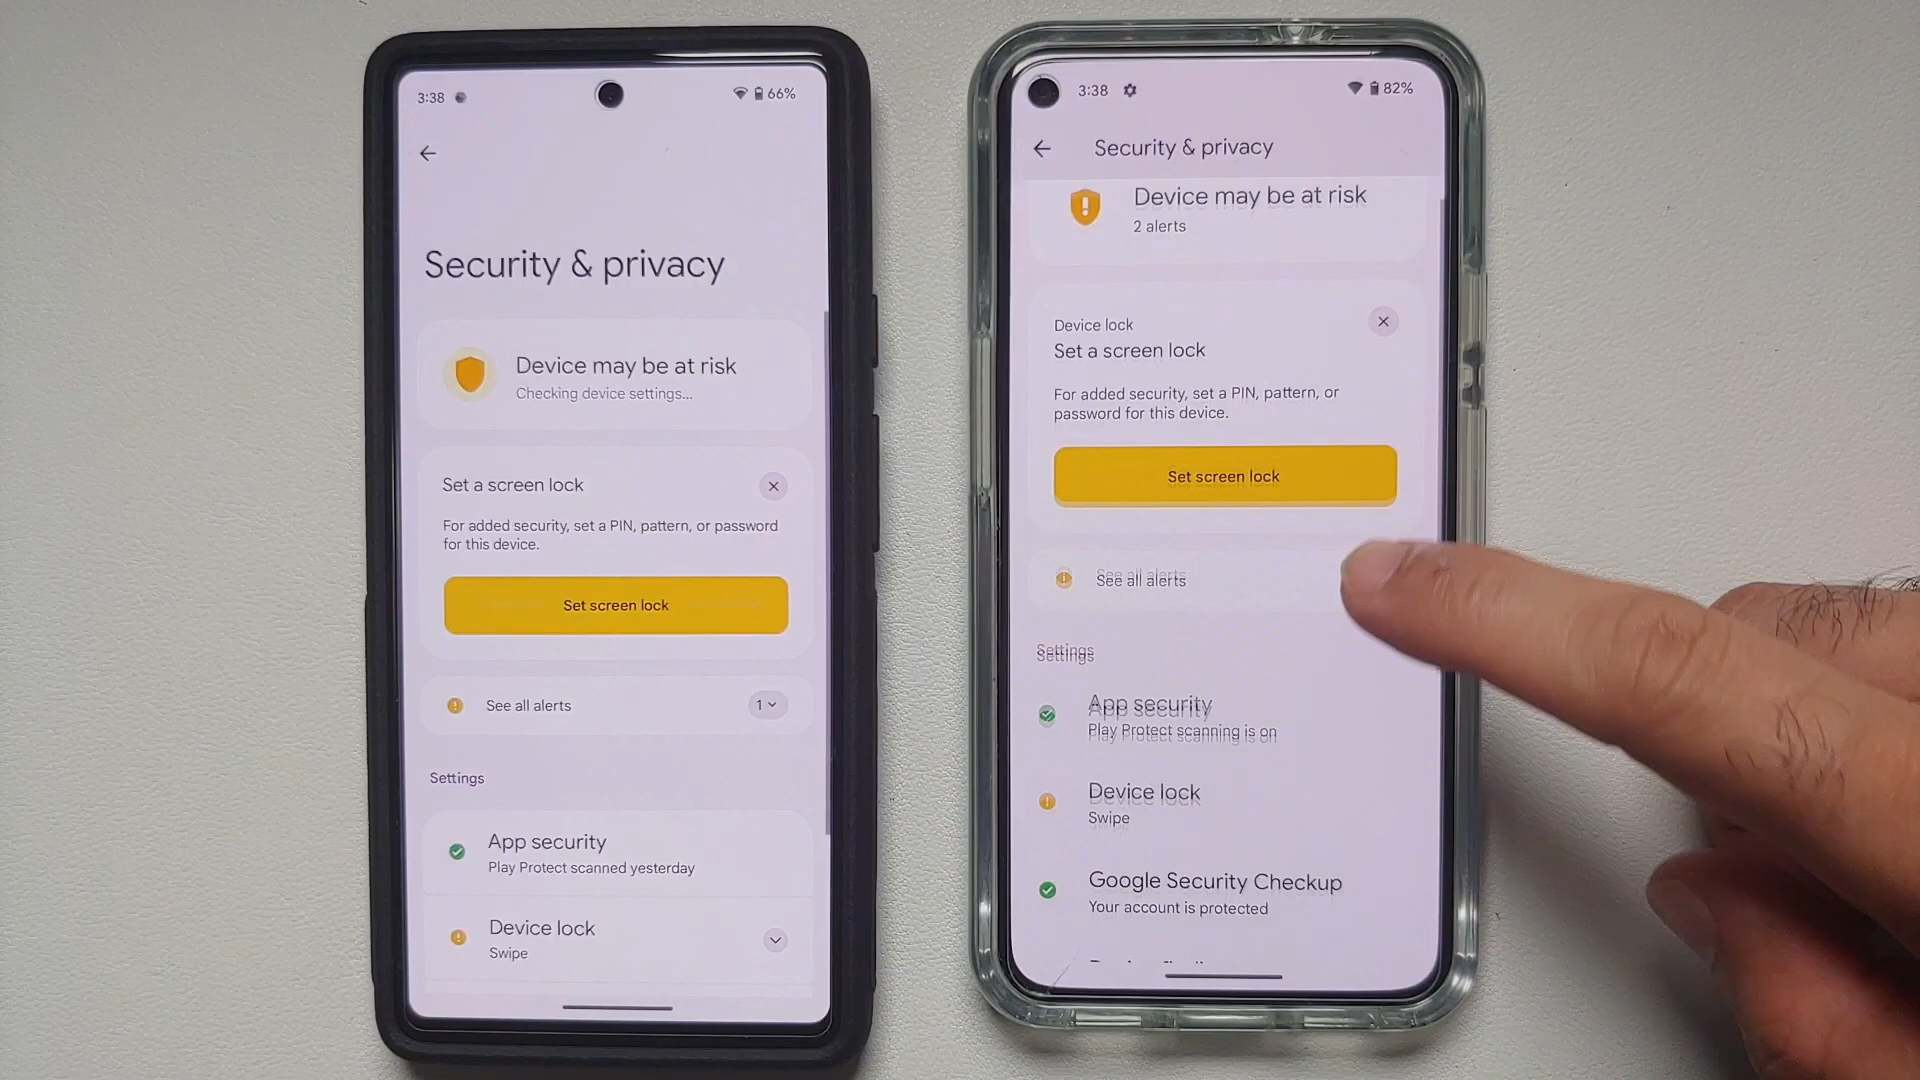 3:38
66%
Security & privacy
Device may be at risk
Checking device settings...
Set a screen lock
For added security, set a PIN, pattern, or password
for this device.
Set screen lock
See all alerts
1
Settings
App security
Play Protect scanned yesterday
Device lock
Swipe
3:38
82%
Security & privacy
Device may be at risk
2 alerts
Device lock
Set a screen lock
For added security, set a PIN, pattern, or
password for this device.
Set screen lock
See all alerts
Settings
App security
Play Protect scanning is on
Device lock
Swipe
Google Security Checkup
Your account is protected